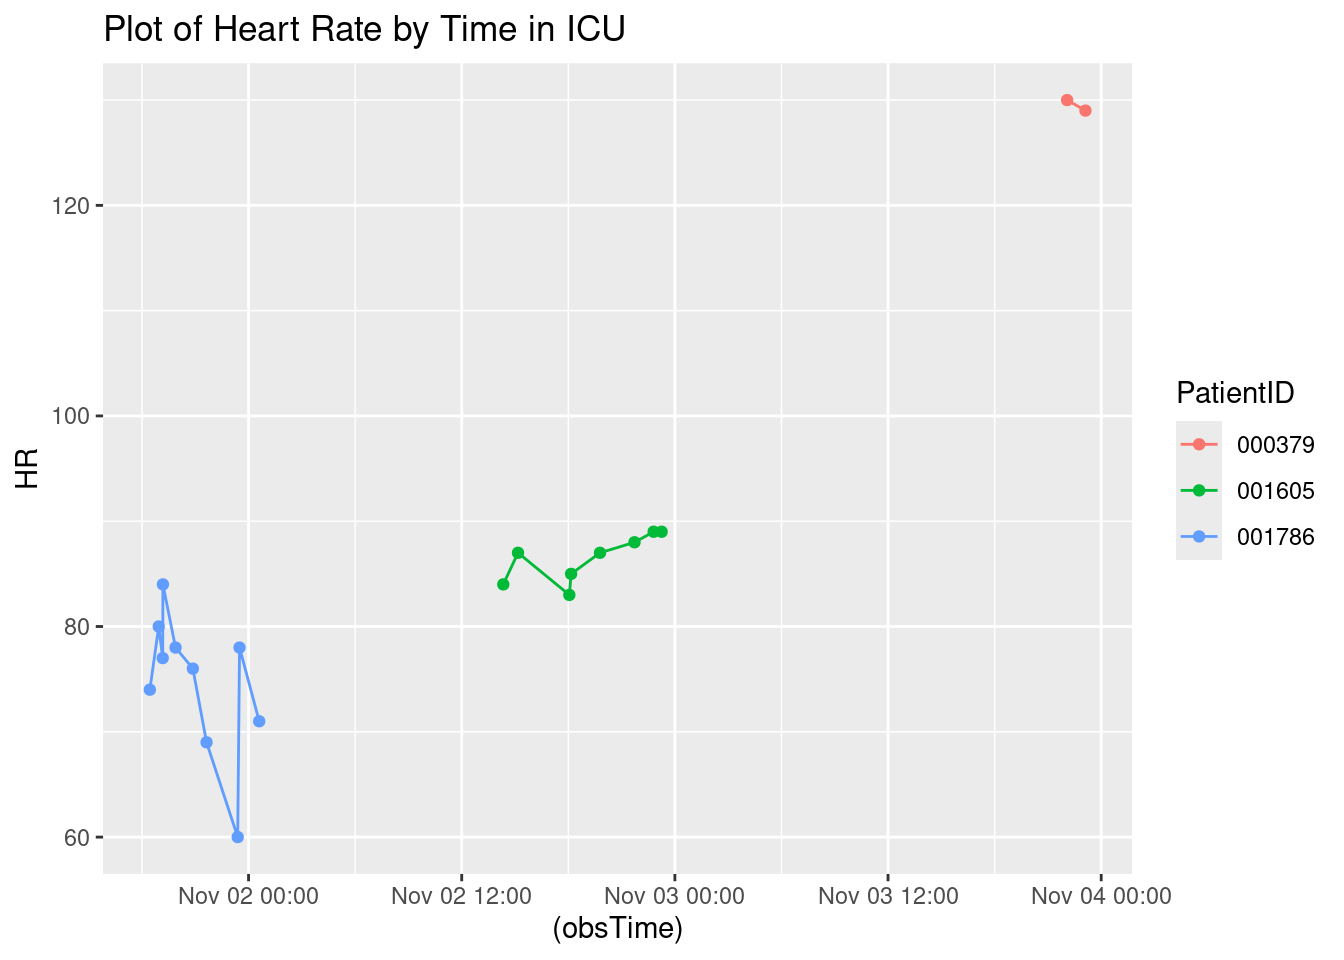 Plot of Heart Rate by Time in ICU
120
100
80
60
HR
Nov 02 00:00 Nov 02 12:00 Nov 03 00:00 Nov 03 12:00 Nov 04 00:00
(obsTime)
PatientID
000379
001605
001786